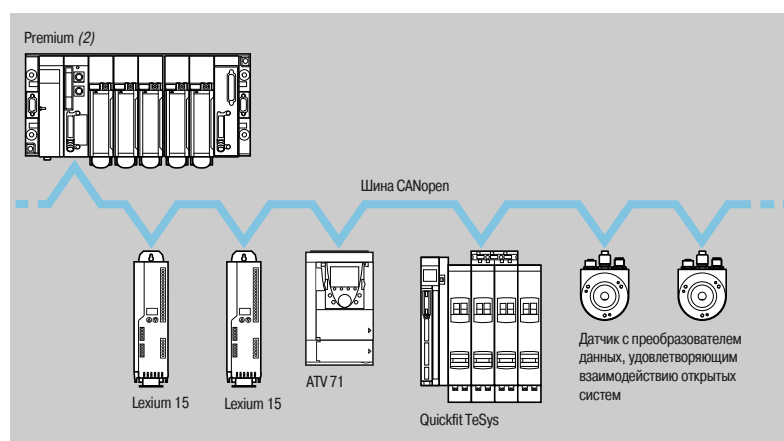 Premium (2)
Шина CANopen
Lexium 15
Lexium 15
ATV 71
Quickfit TeSys
Датчик с преобразователем
данных, удовлетворяющим
взаимодействию открытых
систем